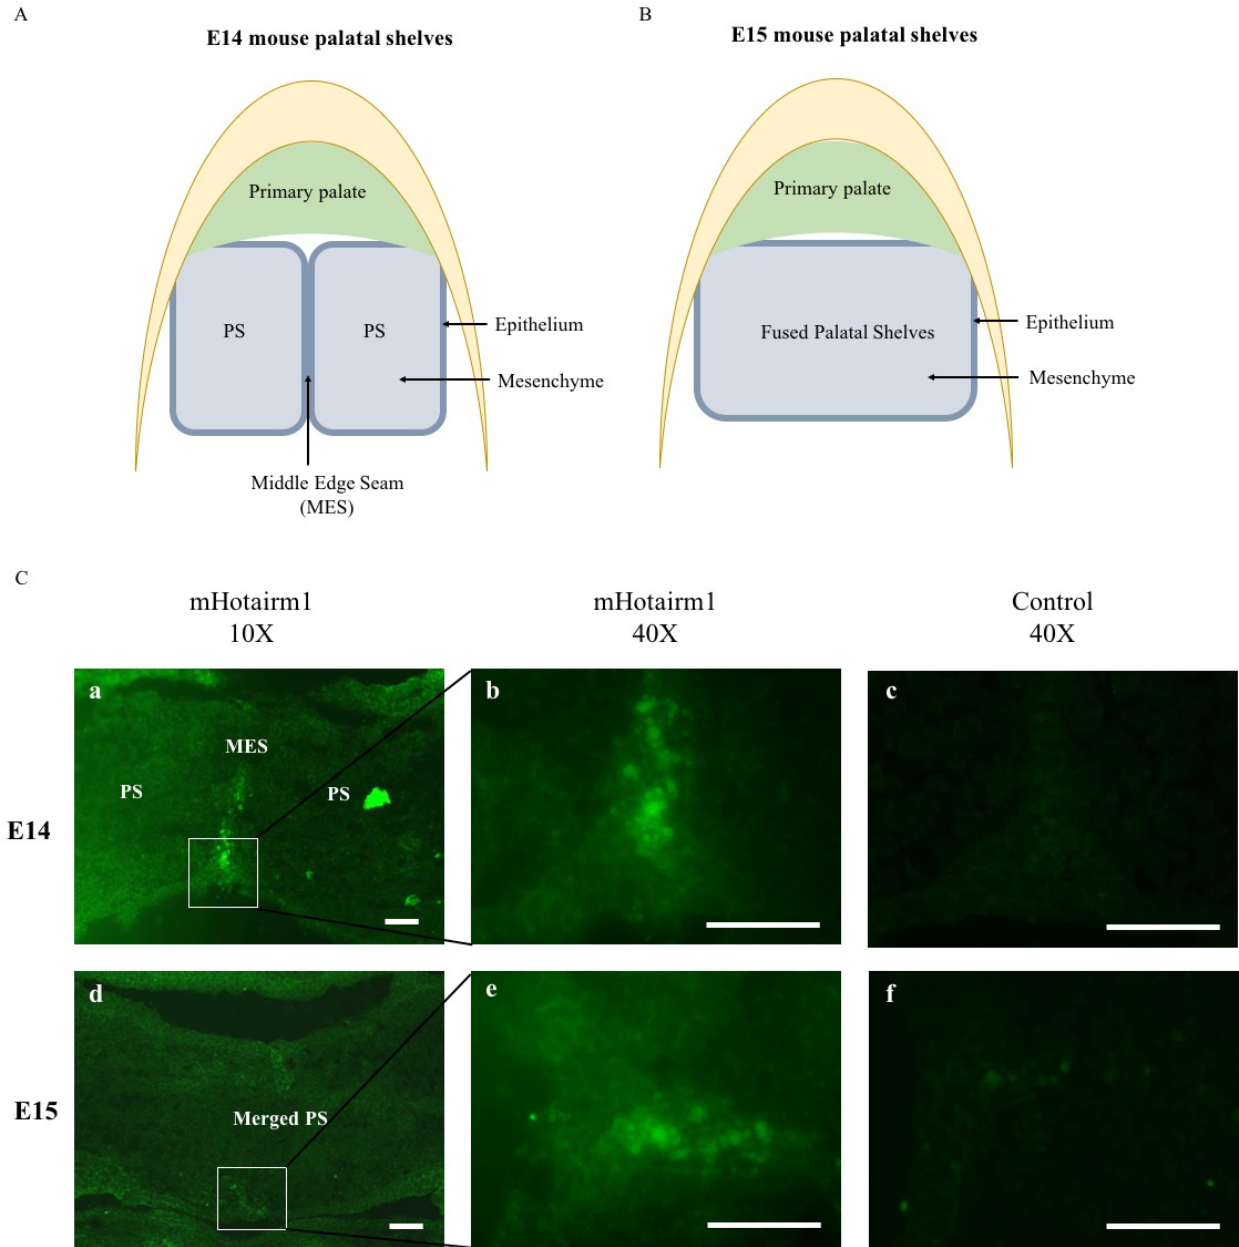 A
E14 mouse palatal shelves
Primary palate
PS
PS
Epithelium
Mesenchyme
Middle Edge Seam
(MES)
B
E15 mouse palatal shelves
Primary palate
Fused Palatal Shelves
Epithelium
Mesenchyme
C
mHotairm1
10X
mHotairm1
40X
Control
40X
E14
a
MES
PS
PS
b
c
E15
d
Merged PS
e
f